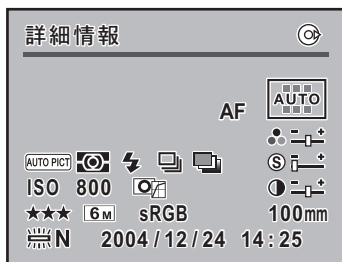 詳細情報
AF AUTO
AUTO PICT
S
ISO 800
★★★ 6M sRGB 100mm
N 2004/12/24 14:25